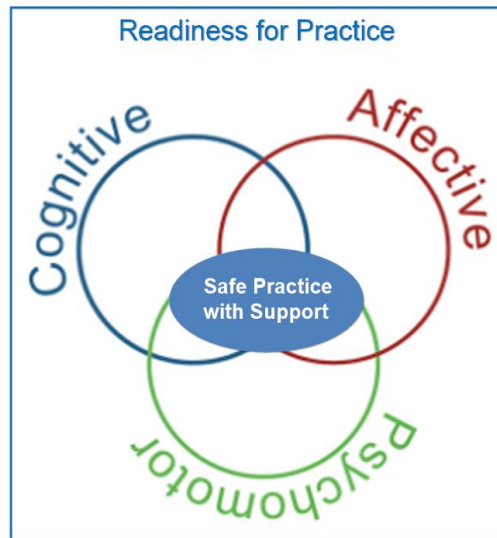 Readiness for Practice
Cognitive
Affective
Safe Practice
with Support
Psychomotor